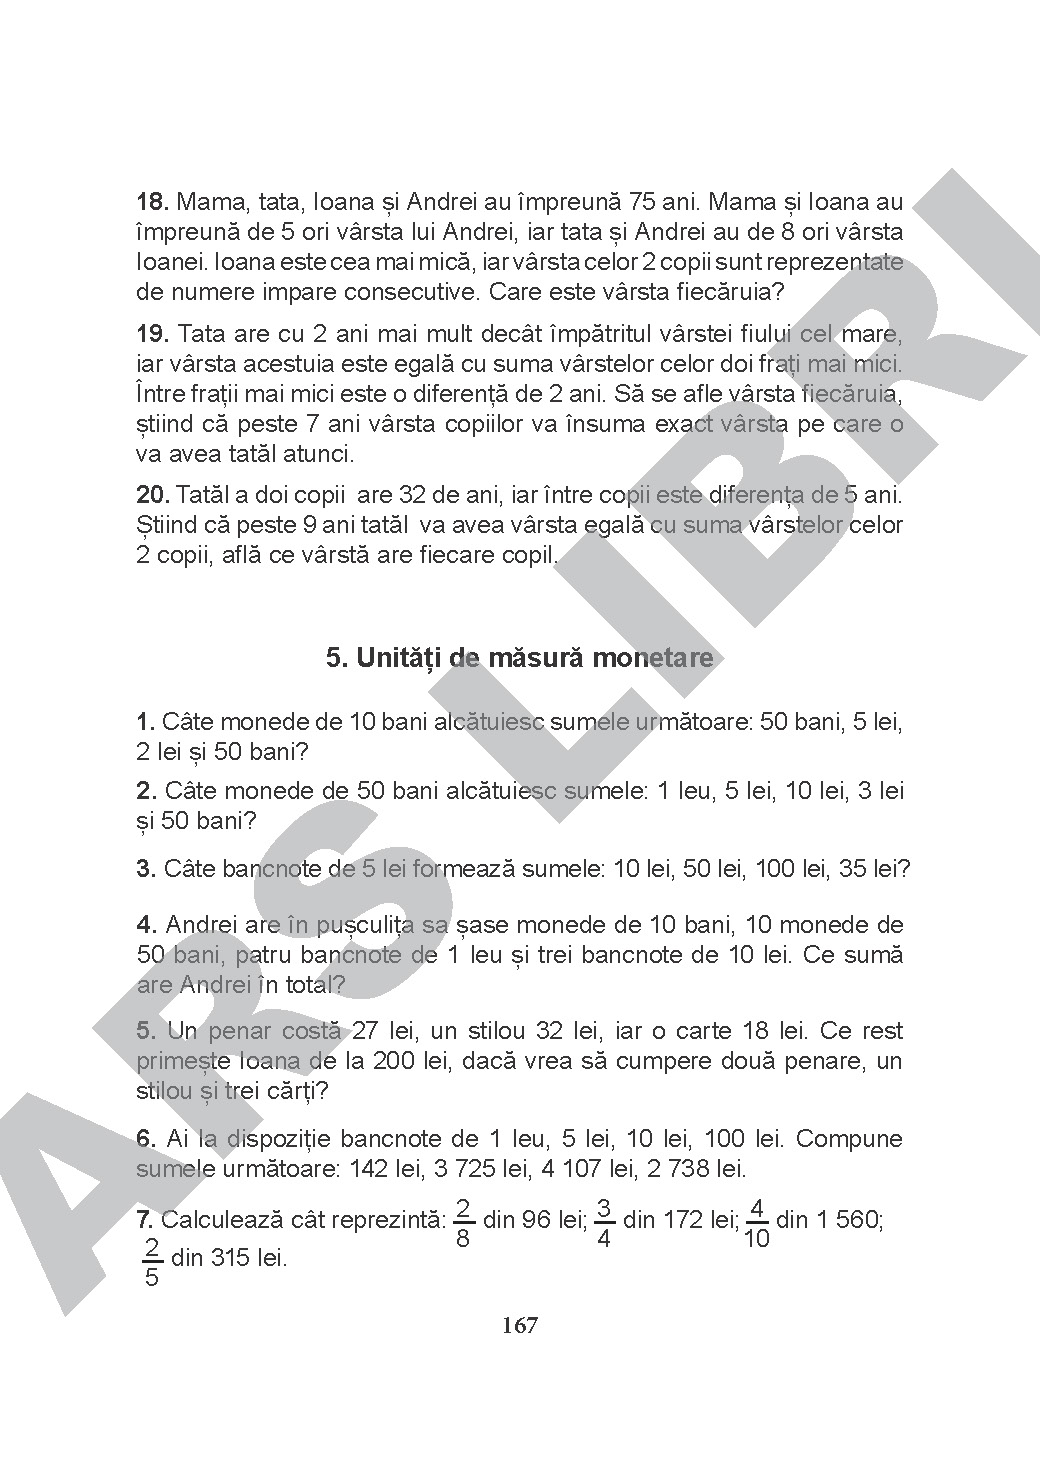 18. Mama, tata, Ioana și Andrei au împreună 75 ani. Mama și Ioana au
împreună de 5 ori vârsta lui Andrei, iar tata și Andrei au de 8 ori vârsta
Ioanei. Ioana este cea mai mică, iar vârsta celor 2 copii sunt reprezentate
de numere impare consecutive. Care este vârsta fiecăruia?
19. Tata are cu 2 ani mai mult decât împătritul vârstei fiului cel mare,
iar vârsta acestuia este egală cu suma vârstelor celor doi frați mai mici.
Între frații mai mici este o diferență de 2 ani. Să se afle vârsta fiecăruia,
știind că peste 7 ani vârsta copiilor va însuma exact vârsta pe care o
va avea tatăl atunci.
20. Tatăl a doi copii are 32 de ani, iar între copii este diferența de 5 ani.
Știind că peste 9 ani tatăl va avea vârsta egală cu suma vârstelor celor
2 copii, află ce vârstă are fiecare copil.
5. Unități de măsură monetare
1. Câte monede de 10 bani alcătuiesc sumele următoare: 50 bani, 5 lei,
2 lei și 50 bani?
2. Câte monede de 50 bani alcătuiesc sumele: 1 leu, 5 lei, 10 lei, 3 lei
și 50 bani?
3. Câte bancnote de 5 lei formează sumele: 10 lei, 50 lei, 100 lei, 35 lei?
4. Andrei are în pușculița sa șase monede de 10 bani, 10 monede de
50 bani, patru bancnote de 1 leu și trei bancnote de 10 lei. Ce sumă
are Andrei în total?
5. Un penar costă 27 lei, un stilou 32 lei, iar o carte 18 lei. Ce rest
primește Ioana de la 200 lei, dacă vrea să cumpere două penare, un
stilou și trei cărți?
6. Ai la dispoziție bancnote de 1 leu, 5 lei, 10 lei, 100 lei. Compune
sumele următoare: 142 lei, 3 725 lei, 4 107 lei, 2 738 lei.
7. Calculează cât reprezintă: 2/8 din 96 lei; 3/4 din 172 lei; 4/10 din 1 560;
2/5 din 315 lei.
167
ARS LIBRI